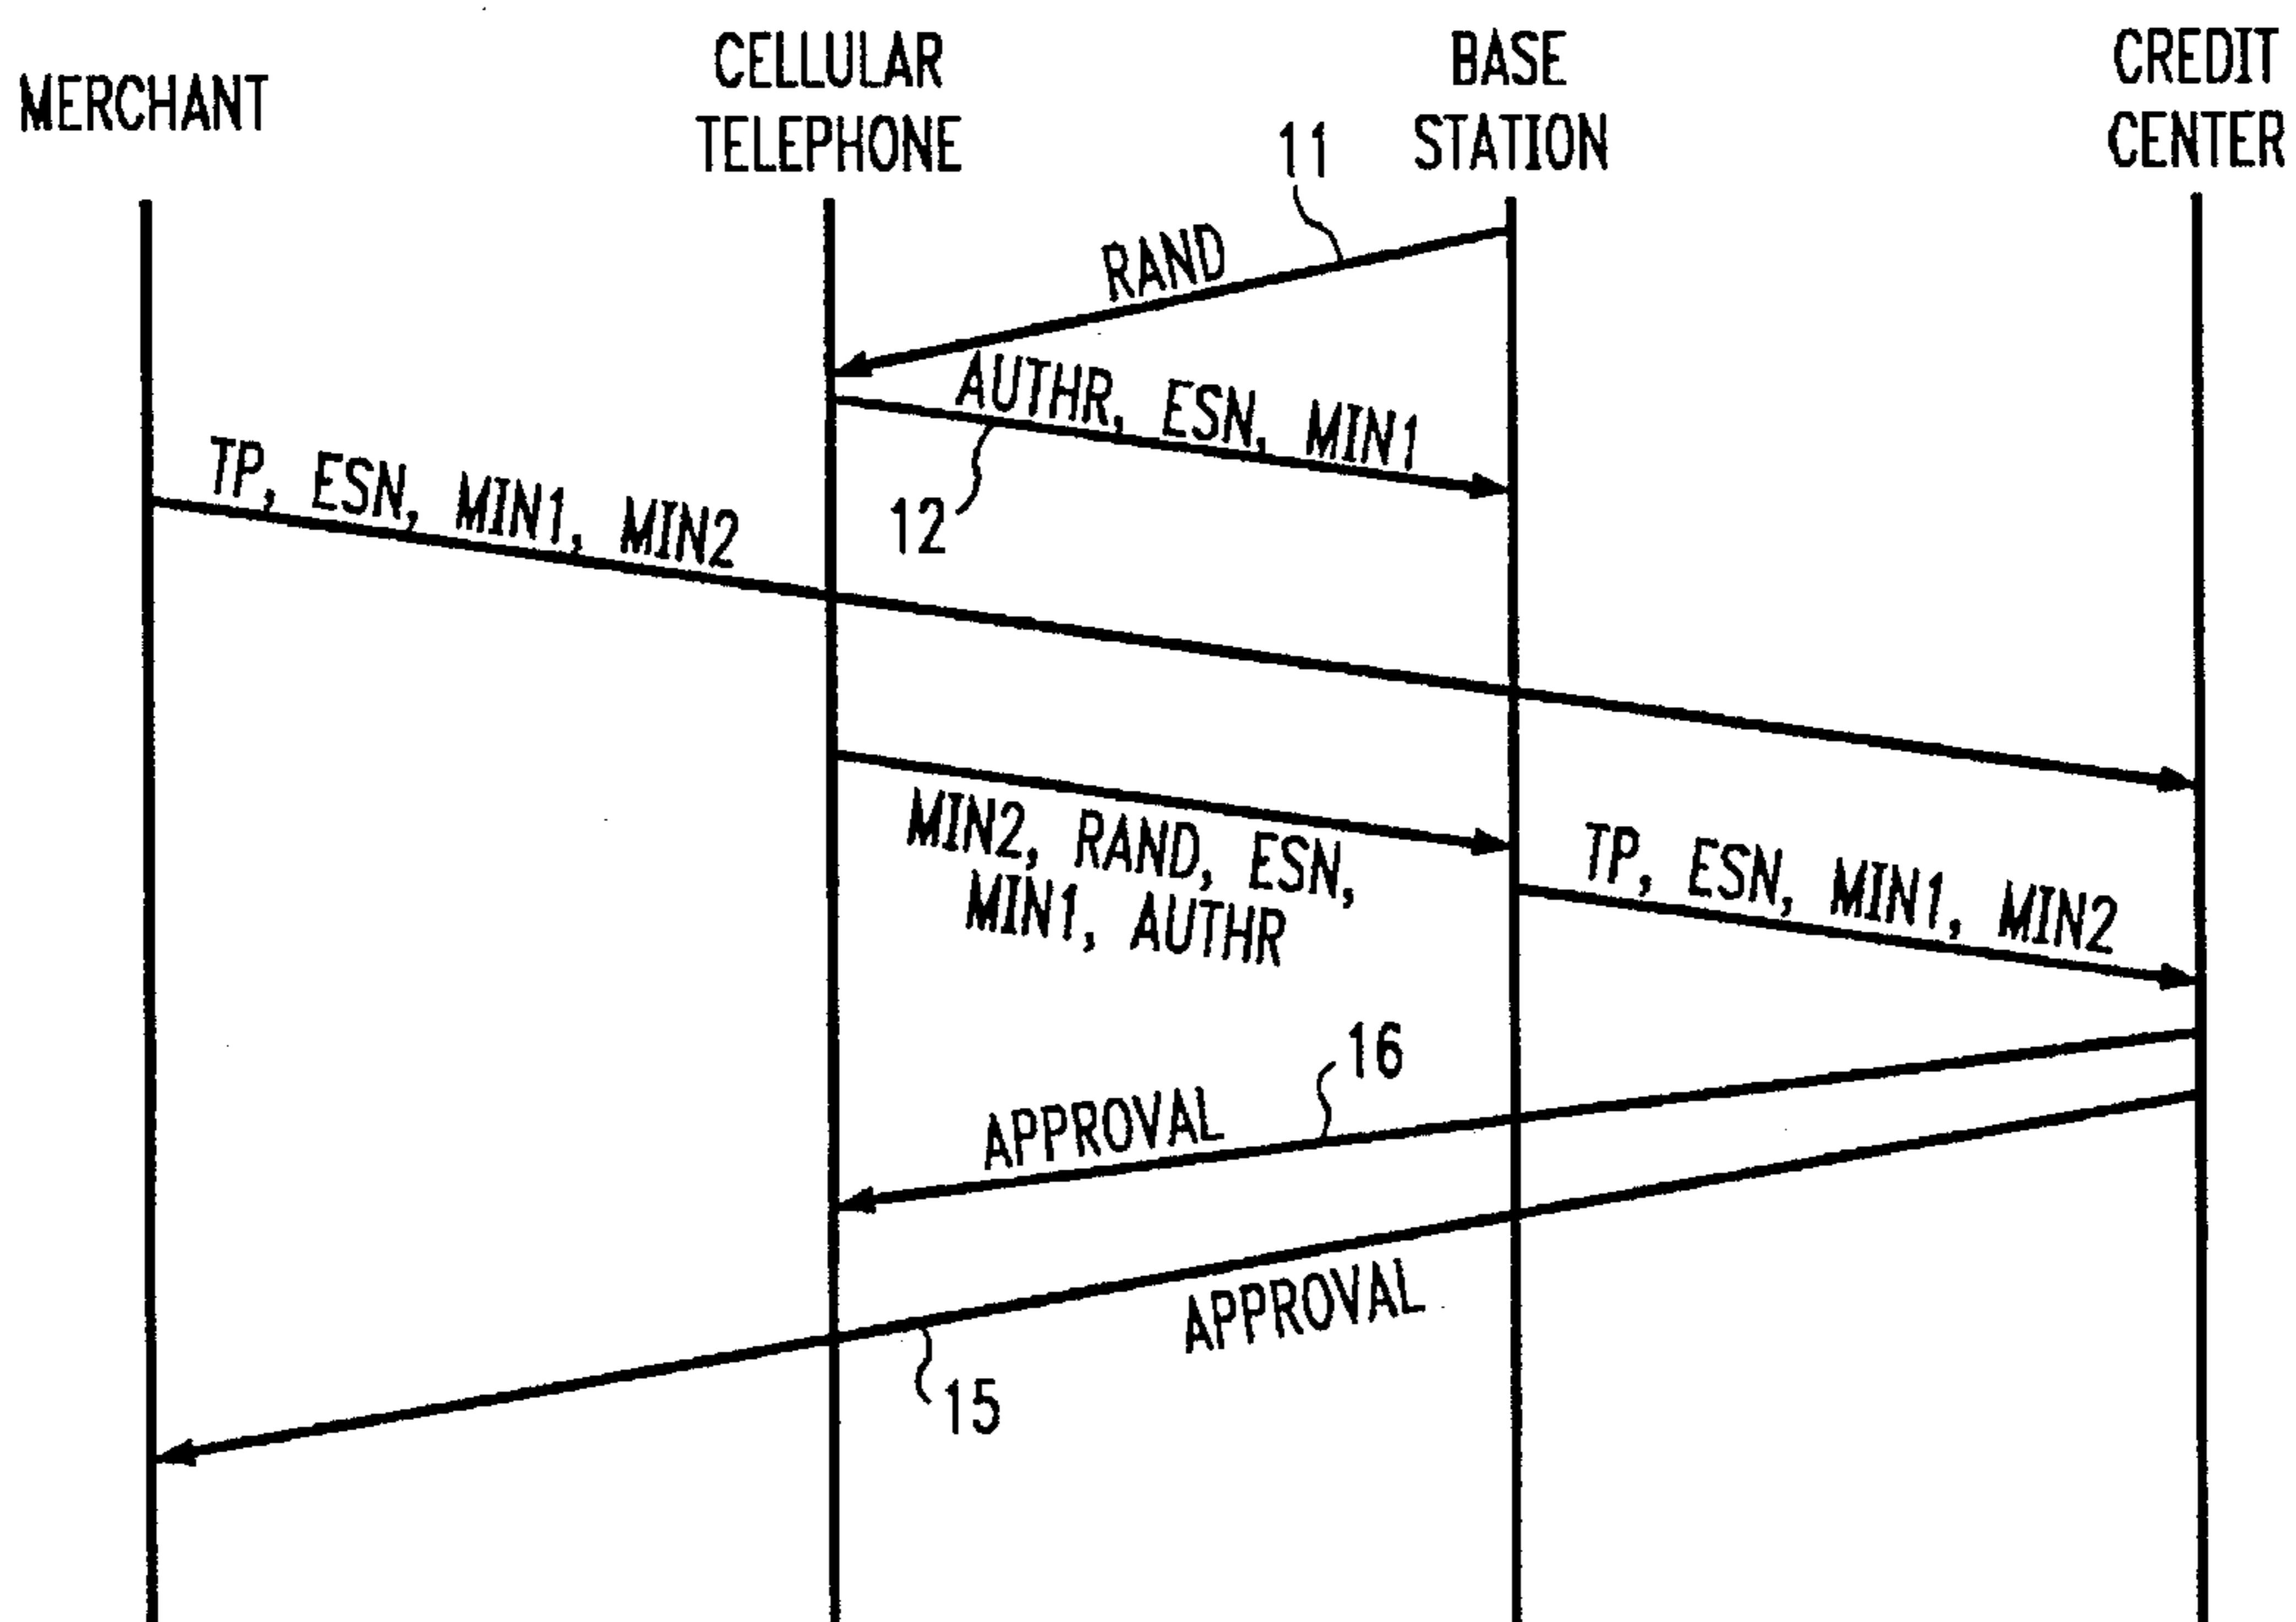 MERCHANT
CELLULAR
TELEPHONE
BASE
STATION
CREDIT
CENTER
11
RAND
AUTHR, ESN, MIN1
12
TP, ESN, MIN1, MIN2
MIN2, RAND, ESN,
MIN1, AUTHR
TP, ESN, MIN1, MIN2
16
APPROVAL
APPROVAL
15